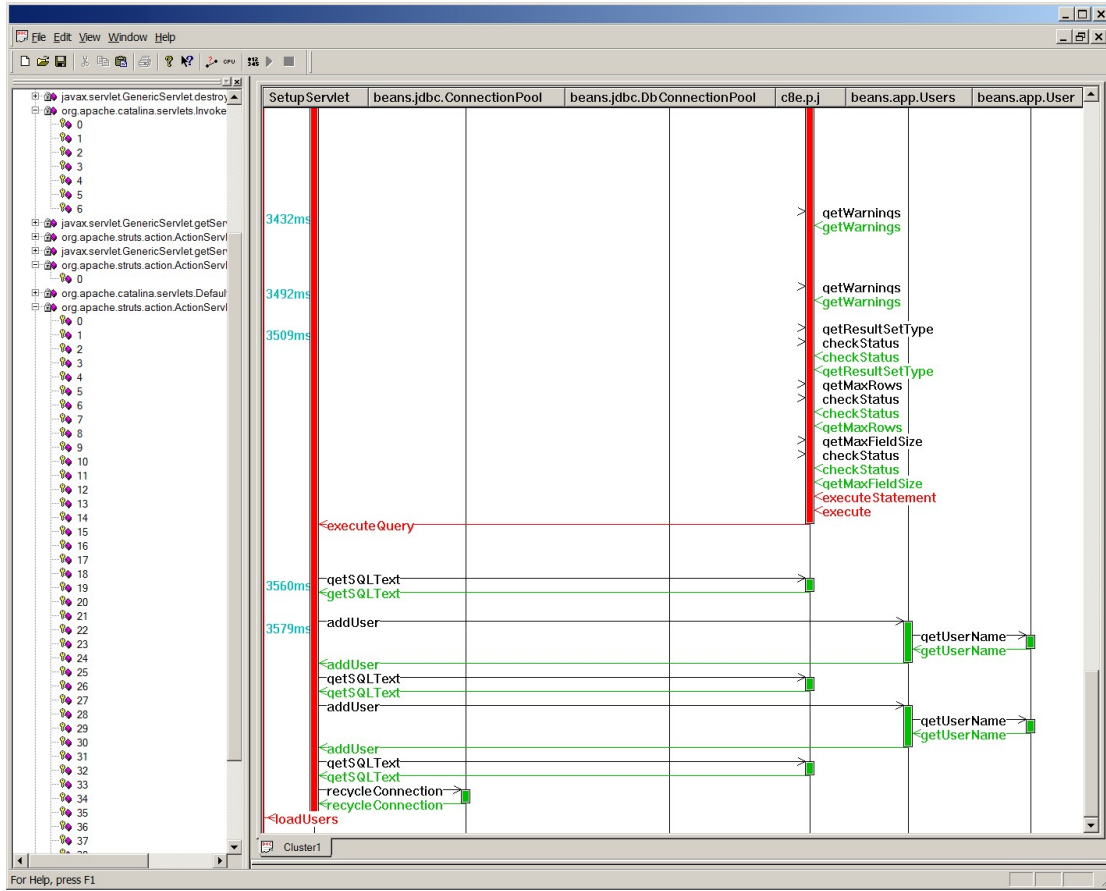 File Edit View Window Help
CPU
javax.servlet.GenericServlet.destroy
org.apache.catalina.servlets.Invoke
0
1
2
3
4
5
6
javax.servlet.GenericServlet.getSer
org.apache.struts.action.ActionServl
javax.servlet.GenericServlet.getSer
org.apache.struts.action.ActionServl
0
org.apache.catalina.servlets.Defaul
org.apache.struts.action.ActionServl
0
1
2
3
4
5
6
7
8
9
10
11
12
13
14
15
16
17
18
19
20
21
22
23
24
25
26
27
28
29
30
31
32
33
34
35
36
37
SetupServlet beans.jdbc.ConnectionPool beans.jdbc.DbConnectionPool c8e.p.j beans.app.Users beans.app.User
getWarnings
3432ms
getWarnings
getWarnings
3492ms
getWarnings
getResultSetType
3509ms
checkStatus
checkStatus
getResultSetType
getMaxRows
checkStatus
checkStatus
getMaxRows
getMaxFieldSize
checkStatus
checkStatus
getMaxFieldSize
executeStatement
execute
executeQuery
getSQLText
3560ms
getSQLText
addUser
3579ms
getUserName
getUserName
addUser
getSQLText
getSQLText
addUser
getUserName
getUserName
addUser
getSQLText
getSQLText
recycleConnection
recycleConnection
loadUsers
Cluster1
For Help, press F1